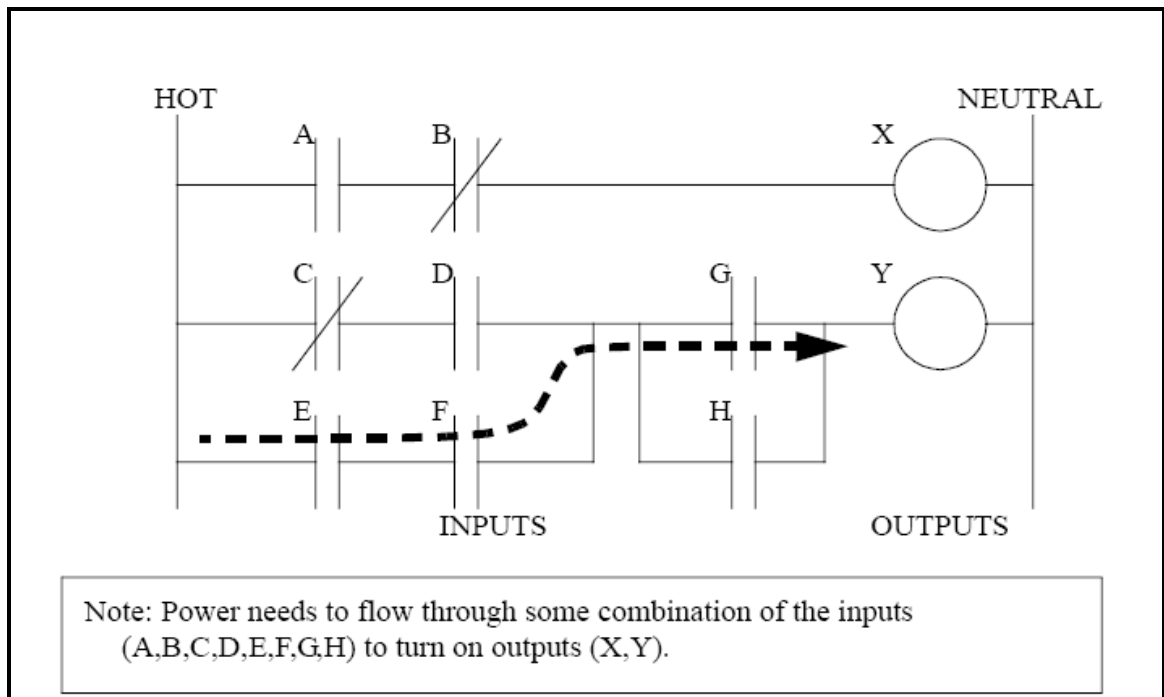 HOT NEUTRAL
A B X
C D G Y
E F H
INPUTS OUTPUTS
Note: Power needs to flow through some combination of the inputs
(A,B,C,D,E,F,G,H) to turn on outputs (X,Y).